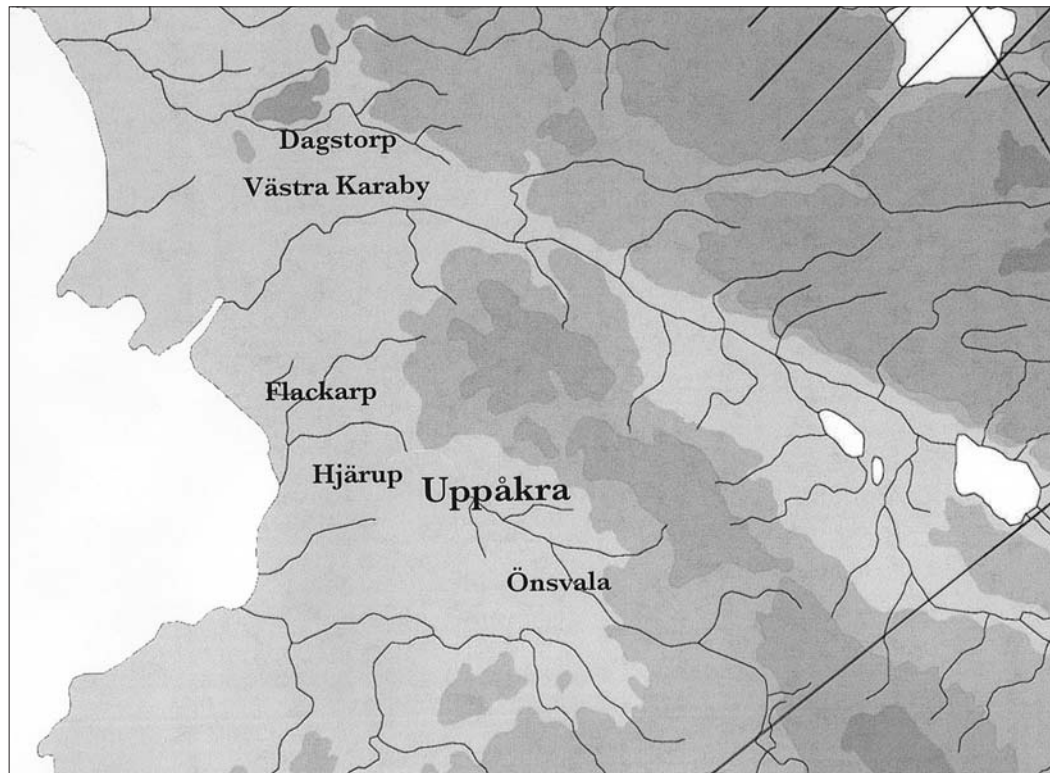 Dagstorp
Västra Karaby
Flackarp
Hjärup
Uppåkra
Önsvala